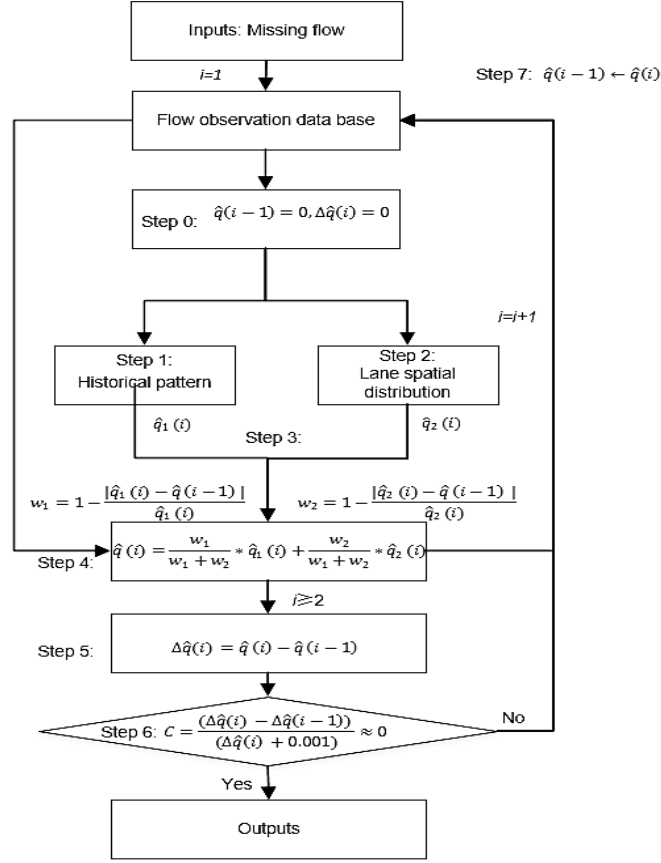 Inputs: Missing flow
i=1
Step 7: q̂(i − 1) ← q̂(i)
Flow observation data base
Step 0: q̂(i − 1) = 0, Δq̂(i) = 0
i=i+1
Step 1:
Historical pattern
Step 2:
Lane spatial
distribution
q̂₁ (i)
q̂₂ (i)
Step 3:
w₁ = 1 − |q̂₁ (i) − q̂ (i − 1) | / q̂₁ (i)
w₂ = 1 − |q̂₂ (i) − q̂ (i − 1) | / q̂₂ (i)
Step 4: q̂ (i) = w₁ / (w₁ + w₂) * q̂₁ (i) + w₂ / (w₁ + w₂) * q̂₂ (i)
i⩾2
Step 5: Δq̂(i) = q̂ (i) − q̂ (i − 1)
Step 6: C = (Δq̂(i) − Δq̂(i − 1)) / (Δq̂(i) + 0.001) ≈ 0
No
Yes
Outputs